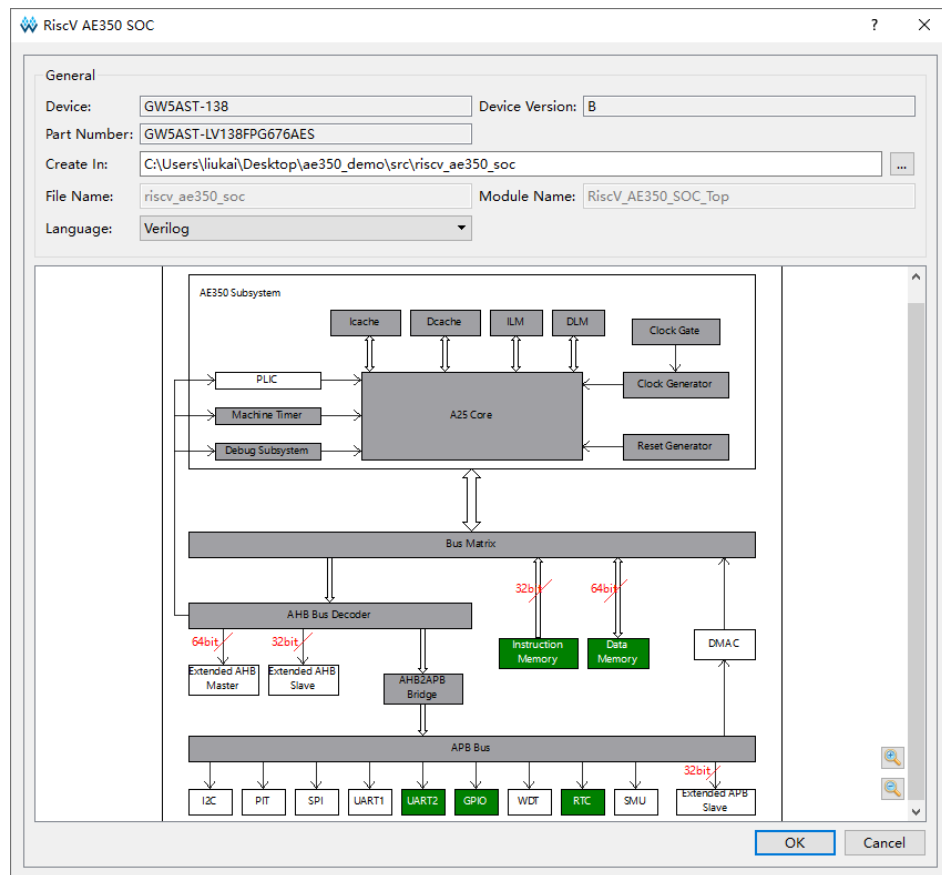 RiscV AE350 SOC
General
Device: GW5AST-138 Device Version: B
Part Number: GW5AST-LV138FPG676AES
Create In: C:\Users\liukai\Desktop\ae350_demo\src\riscv_ae350_soc ...
File Name: riscv_ae350_soc Module Name: RiscV_AE350_SOC_Top
Language: Verilog
AE350 Subsystem
Icache Dcache ILM DLM Clock Gate
PLIC
Machine Timer
Debug Subsystem
A25 Core
Clock Generator
Reset Generator
Bus Matrix
32bit 64bit
AHB Bus Decoder
64bit 32bit
Instruction
Memory
Data
Memory
DMAC
Extended AHB
Master
Extended AHB
Slave
AHB2APB
Bridge
APB Bus
32bit
I2C PIT SPI UART1 UART2 GPIO WDT RTC SMU
Extended APB
Slave
OK Cancel